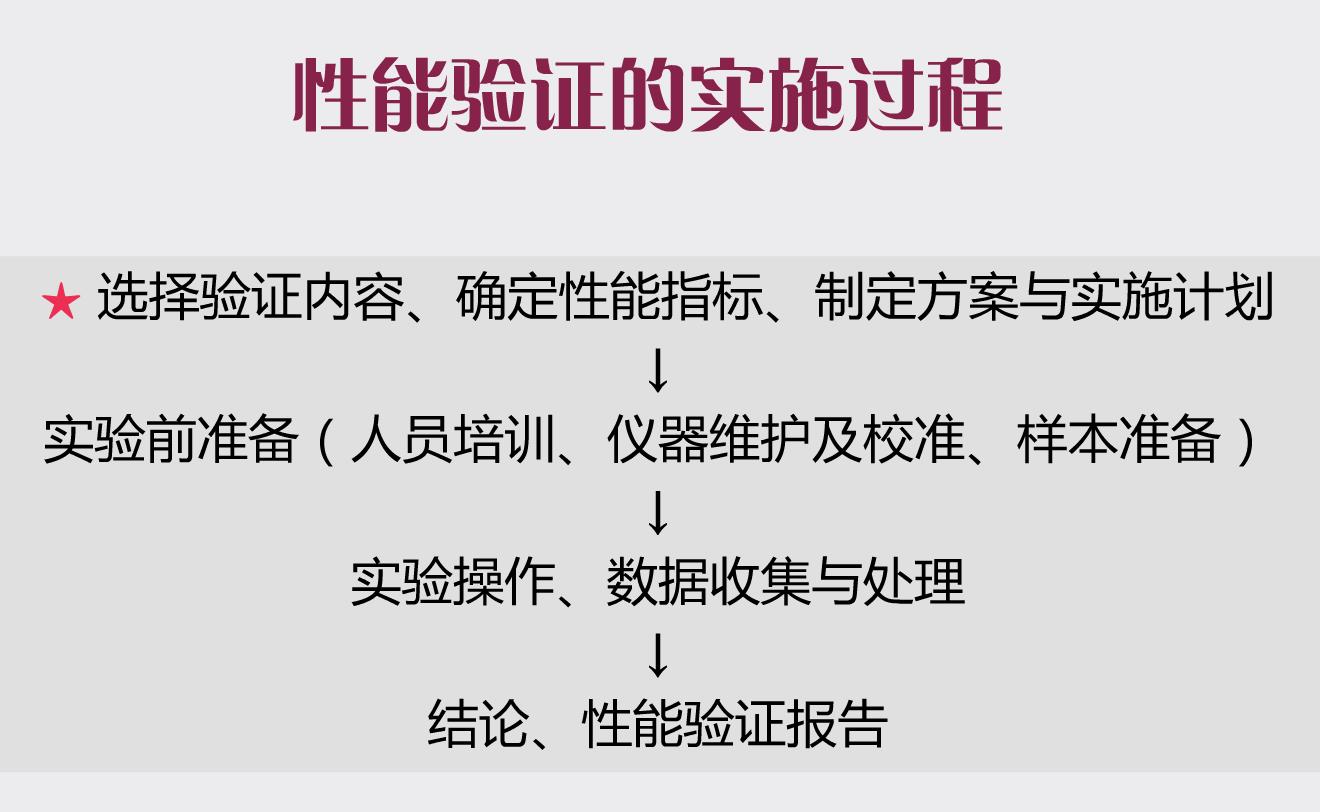 性能验证的实施过程
★ 选择验证内容、确定性能指标、制定方案与实施计划
↓
实验前准备（人员培训、仪器维护及校准、样本准备）
↓
实验操作、数据收集与处理
↓
结论、性能验证报告